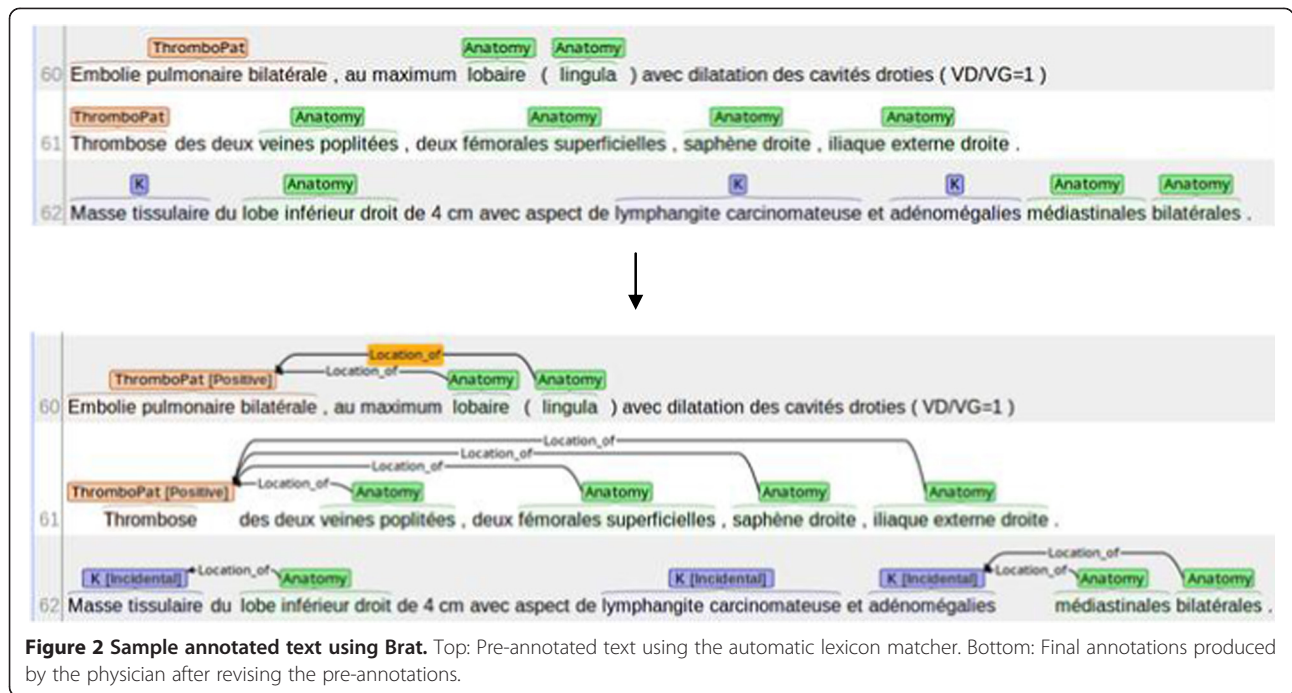 ThromboPat Anatomy Anatomy
60 Embolie pulmonaire bilatérale , au maximum lobaire ( lingula ) avec dilatation des cavités droties ( VD/VG=1 )
ThromboPat Anatomy Anatomy Anatomy Anatomy
61 Thrombose des deux veines poplitées , deux fémorales superficielles , saphène droite , iliaque externe droite .
K Anatomy K K Anatomy Anatomy
62 Masse tissulaire du lobe inférieur droit de 4 cm avec aspect de lymphangite carcinomateuse et adénomégalies médiastinales bilatérales .
Location_of
Location_of
ThromboPat [Positive] Anatomy Anatomy
60 Embolie pulmonaire bilatérale , au maximum lobaire ( lingula ) avec dilatation des cavités droties ( VD/VG=1 )
Location_of
Location_of
Location_of
Location_of
ThromboPat [Positive] Anatomy Anatomy Anatomy Anatomy
61 Thrombose des deux veines poplitées , deux fémorales superficielles , saphène droite , iliaque externe droite .
Location_of
Location_of Location_of
K [Incidental] Anatomy K [Incidental] K [Incidental] Anatomy Anatomy
62 Masse tissulaire du lobe inférieur droit de 4 cm avec aspect de lymphangite carcinomateuse et adénomégalies médiastinales bilatérales .
Figure 2 Sample annotated text using Brat. Top: Pre-annotated text using the automatic lexicon matcher. Bottom: Final annotations produced
by the physician after revising the pre-annotations.